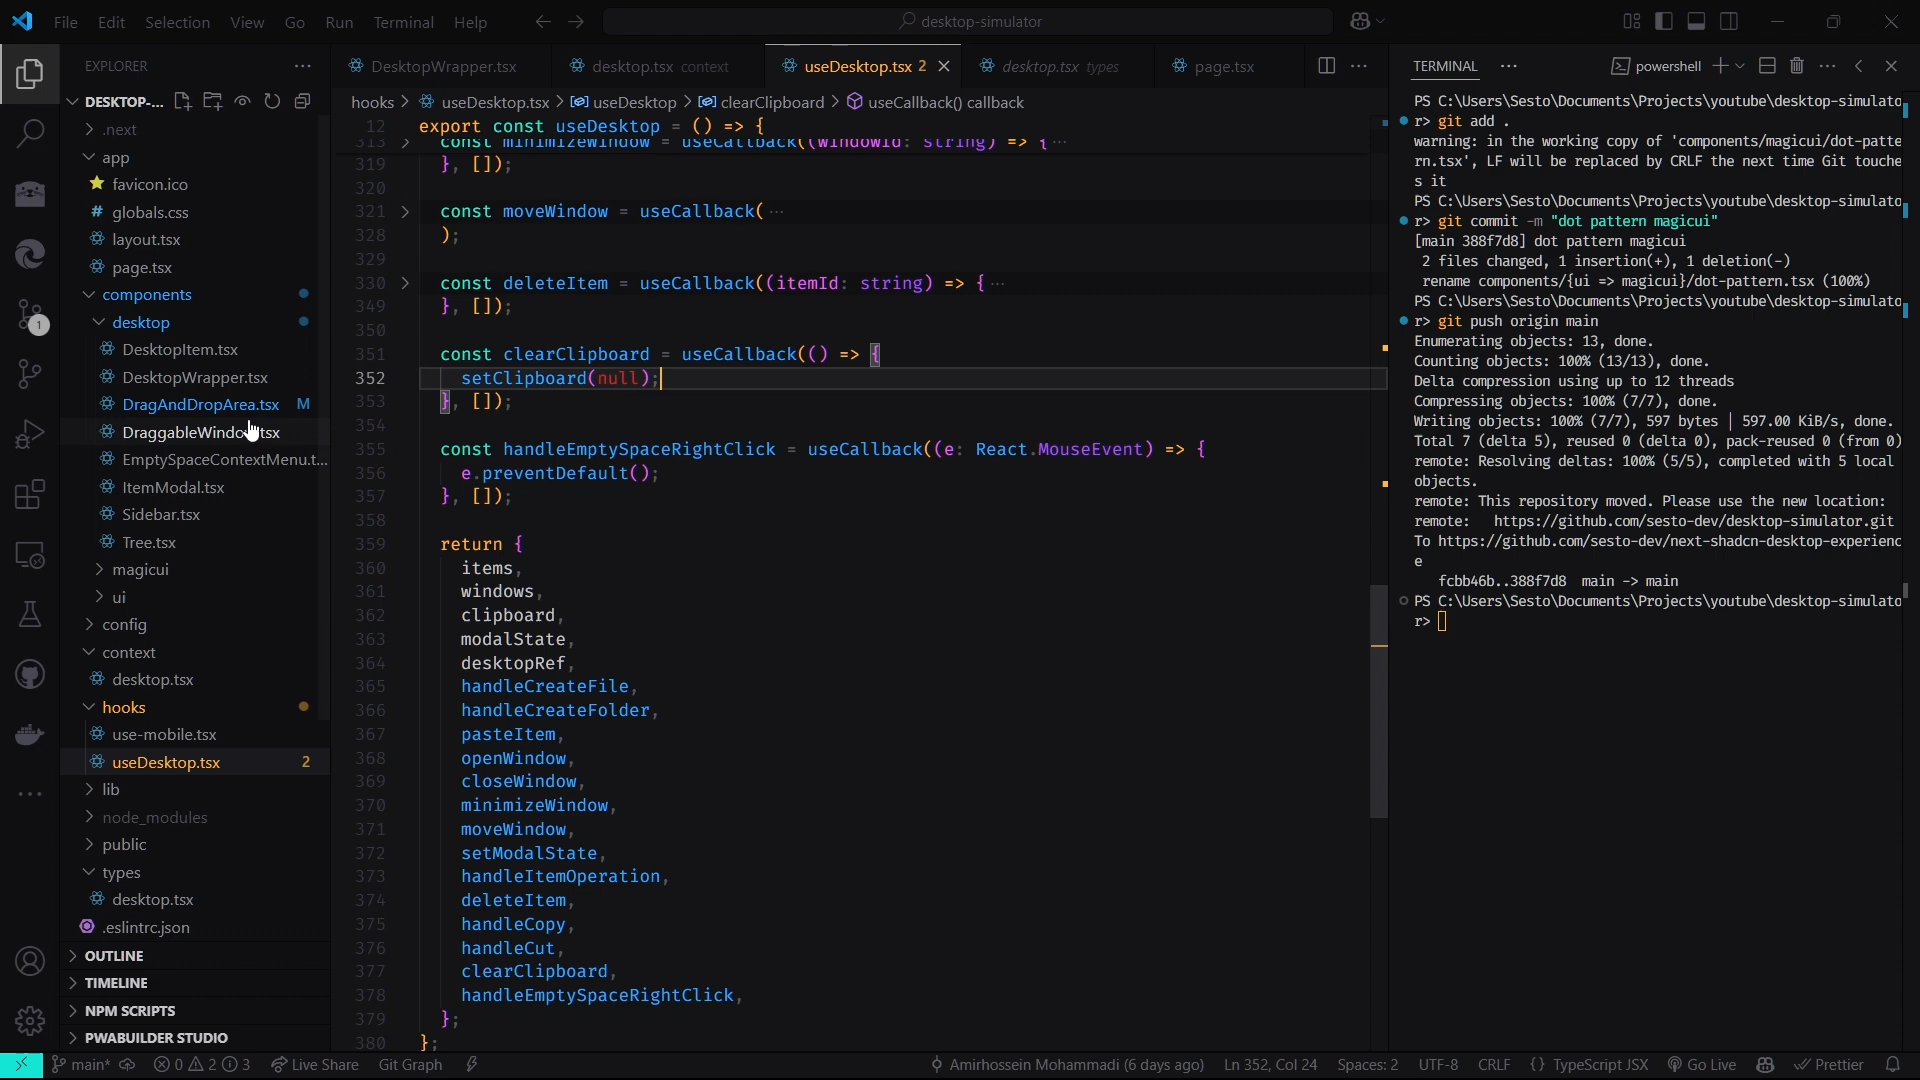 File Edit Selection View Go Run Terminal Help
desktop-simulator
EXPLORER
DESKTOP-...
.next
app
favicon.ico
# globals.css
layout.tsx
page.tsx
components
desktop
DesktopItem.tsx
DesktopWrapper.tsx
DragAndDropArea.tsx M
EmptySpaceContextMenu.t...
ItemModal.tsx
Sidebar.tsx
Tree.tsx
magicui
ui
config
context
desktop.tsx
hooks
use-mobile.tsx
useDesktop.tsx 2
lib
node_modules
public
types
desktop.tsx
.eslintrc.json
OUTLINE
TIMELINE
NPM SCRIPTS
PWABUILDER STUDIO
1
DesktopWrapper.tsx
desktop.tsx context
useDesktop.tsx 2
desktop.tsx types
page.tsx
hooks > useDesktop.tsx > useDesktop > clearClipboard > useCallback() callback
12 export const useDesktop = () => {
313 const minimizeWindow = useCallback((windowId: string) => { ...
319 }, []);
320
321 const moveWindow = useCallback( ...
328 );
329
330 const deleteItem = useCallback((itemId: string) => { ...
349 }, []);
350
351 const clearClipboard = useCallback(() => {
352 setClipboard(null);
353 }, []);
354
355 const handleEmptySpaceRightClick = useCallback((e: React.MouseEvent) => {
356 e.preventDefault();
357 }, []);
358
359 return {
360 items,
361 windows,
362 clipboard,
363 modalState,
364 desktopRef,
365 handleCreateFile,
366 handleCreateFolder,
367 pasteItem,
368 openWindow,
369 closeWindow,
370 minimizeWindow,
371 moveWindow,
372 setModalState,
373 handleItemOperation,
374 deleteItem,
375 handleCopy,
376 handleCut,
377 clearClipboard,
378 handleEmptySpaceRightClick,
379 };
380 };
TERMINAL
powershell
PS C:\Users\Sesto\Documents\Projects\youtube\desktop-simulato
r> git add .
warning: in the working copy of 'components/magicui/dot-patte
rn.tsx', LF will be replaced by CRLF the next time Git touche
s it
PS C:\Users\Sesto\Documents\Projects\youtube\desktop-simulato
r> git commit -m "dot pattern magicui"
[main 388f7d8] dot pattern magicui
2 files changed, 1 insertion(+), 1 deletion(-)
rename components/{ui => magicui}/dot-pattern.tsx (100%)
PS C:\Users\Sesto\Documents\Projects\youtube\desktop-simulato
r> git push origin main
Enumerating objects: 13, done.
Counting objects: 100% (13/13), done.
Delta compression using up to 12 threads
Compressing objects: 100% (7/7), done.
Writing objects: 100% (7/7), 597 bytes | 597.00 KiB/s, done.
Total 7 (delta 5), reused 0 (delta 0), pack-reused 0 (from 0)
remote: Resolving deltas: 100% (5/5), completed with 5 local
objects.
remote: This repository moved. Please use the new location:
remote: https://github.com/sesto-dev/desktop-simulator.git
To https://github.com/sesto-dev/next-shadcn-desktop-experienc
e
fcbb46b..388f7d8 main -> main
PS C:\Users\Sesto\Documents\Projects\youtube\desktop-simulato
r>
main* 0 2 3 Live Share Git Graph
Amirhossein Mohammadi (6 days ago) Ln 352, Col 24 Spaces: 2 UTF-8 CRLF {} TypeScript JSX Go Live Prettier